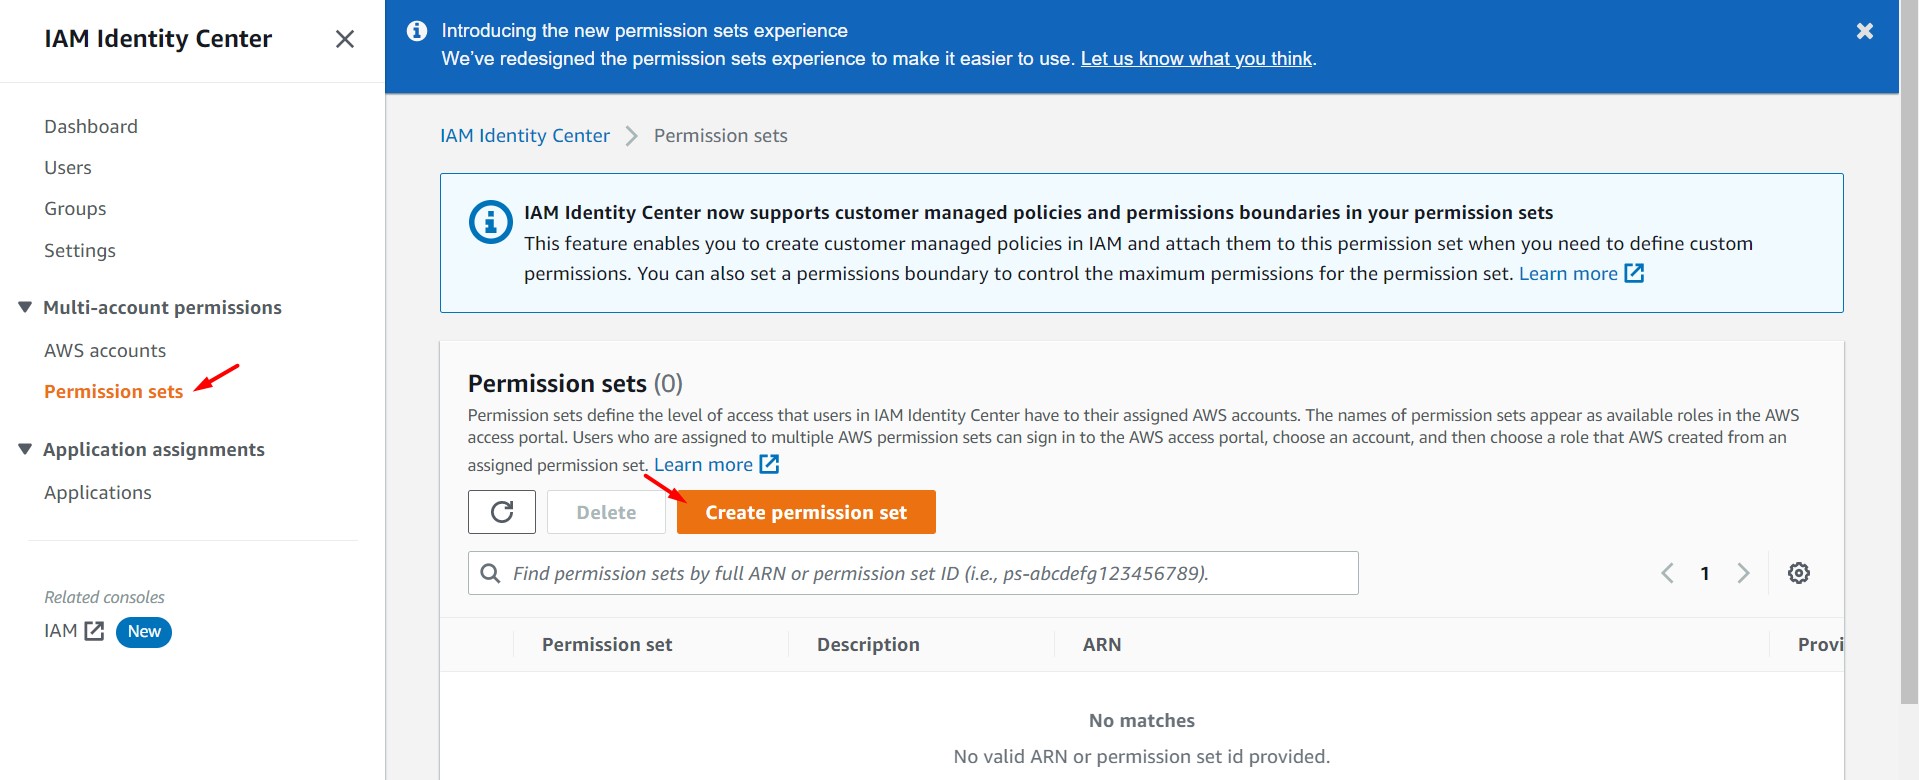 IAM Identity Center
Dashboard
Users
Groups
Settings
Multi-account permissions
AWS accounts
Permission sets
Application assignments
Applications
Related consoles
IAM New
Introducing the new permission sets experience
We've redesigned the permission sets experience to make it easier to use. Let us know what you think.
IAM Identity Center > Permission sets
IAM Identity Center now supports customer managed policies and permissions boundaries in your permission sets
This feature enables you to create customer managed policies in IAM and attach them to this permission set when you need to define custom
permissions. You can also set a permissions boundary to control the maximum permissions for the permission set. Learn more
Permission sets (0)
Permission sets define the level of access that users in IAM Identity Center have to their assigned AWS accounts. The names of permission sets appear as available roles in the AWS
access portal. Users who are assigned to multiple AWS permission sets can sign in to the AWS access portal, choose an account, and then choose a role that AWS created from an
assigned permission set. Learn more
Delete Create permission set
Find permission sets by full ARN or permission set ID (i.e., ps-abcdefg123456789).
1
Permission set Description ARN Provi
No matches
No valid ARN or permission set id provided.